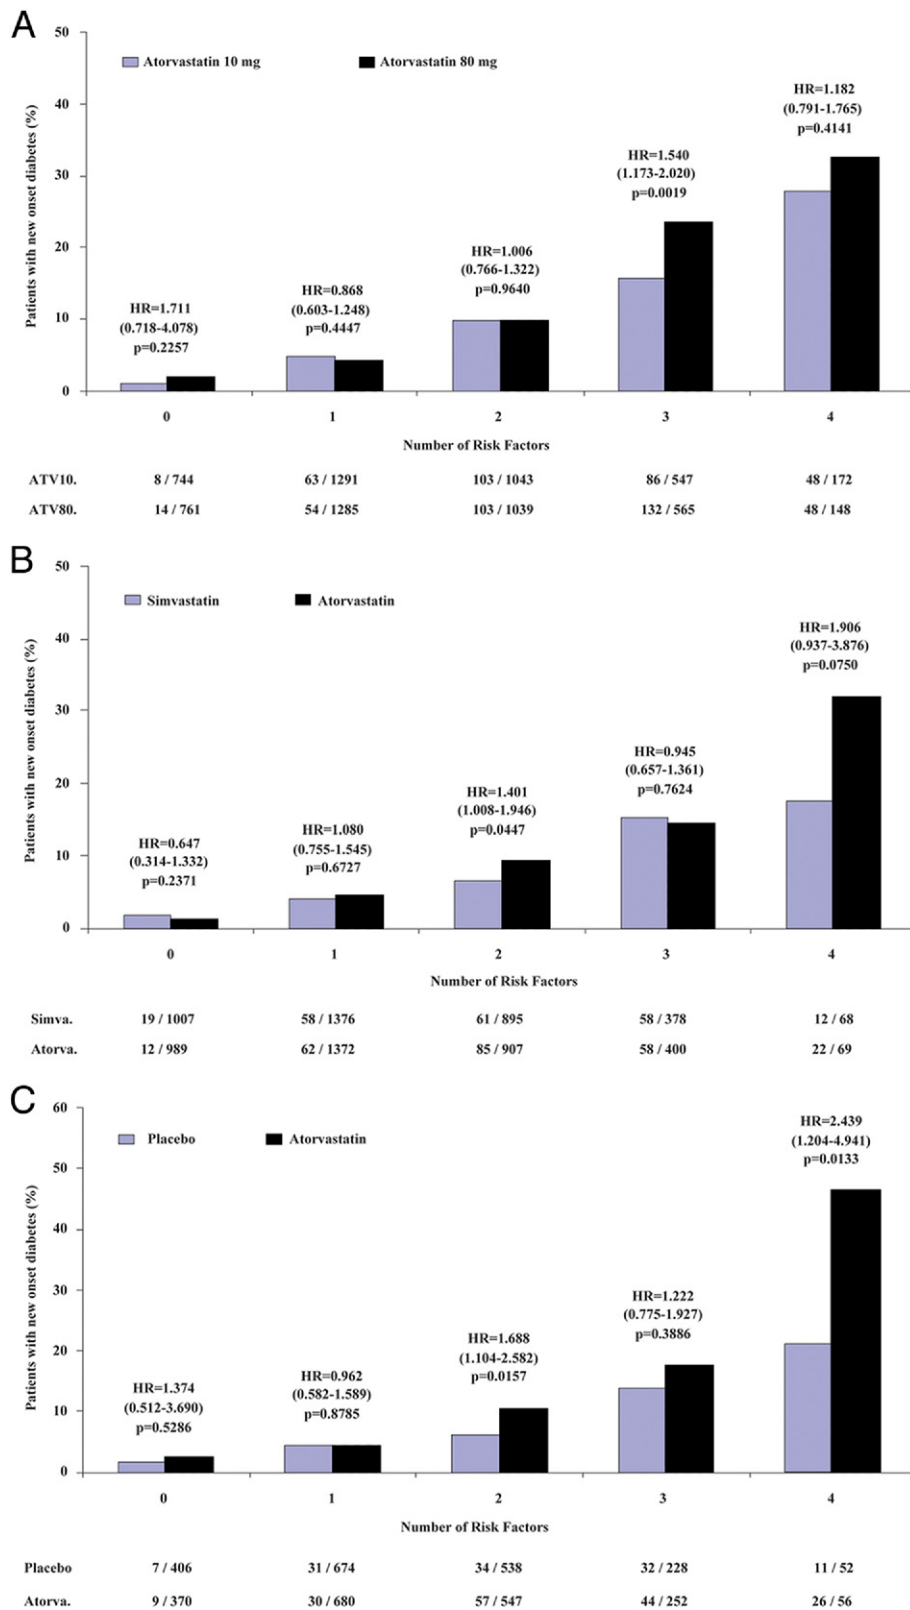 A
50
40
30
20
10
0
Patients with new onset diabetes (%)
Atorvastatin 10 mg Atorvastatin 80 mg
HR=1.711
(0.718-4.078)
p=0.2257
HR=0.868
(0.603-1.248)
p=0.4447
HR=1.006
(0.766-1.322)
p=0.9640
HR=1.540
(1.173-2.020)
p=0.0019
HR=1.182
(0.791-1.765)
p=0.4141
0 1 2 3 4
Number of Risk Factors
ATV10. 8 / 744 63 / 1291 103 / 1043 86 / 547 48 / 172
ATV80. 14 / 761 54 / 1285 103 / 1039 132 / 565 48 / 148
B
50
40
30
20
10
0
Patients with new onset diabetes (%)
Simvastatin Atorvastatin
HR=0.647
(0.314-1.332)
p=0.2371
HR=1.080
(0.755-1.545)
p=0.6727
HR=1.401
(1.008-1.946)
p=0.0447
HR=0.945
(0.657-1.361)
p=0.7624
HR=1.906
(0.937-3.876)
p=0.0750
0 1 2 3 4
Number of Risk Factors
Simva. 19 / 1007 58 / 1376 61 / 895 58 / 378 12 / 68
Atorva. 12 / 989 62 / 1372 85 / 907 58 / 400 22 / 69
C
60
50
40
30
20
10
0
Patients with new onset diabetes (%)
Placebo Atorvastatin
HR=1.374
(0.512-3.690)
p=0.5286
HR=0.962
(0.582-1.589)
p=0.8785
HR=1.688
(1.104-2.582)
p=0.0157
HR=1.222
(0.775-1.927)
p=0.3886
HR=2.439
(1.204-4.941)
p=0.0133
0 1 2 3 4
Number of Risk Factors
Placebo 7 / 406 31 / 674 34 / 538 32 / 228 11 / 52
Atorva. 9 / 370 30 / 680 57 / 547 44 / 252 26 / 56